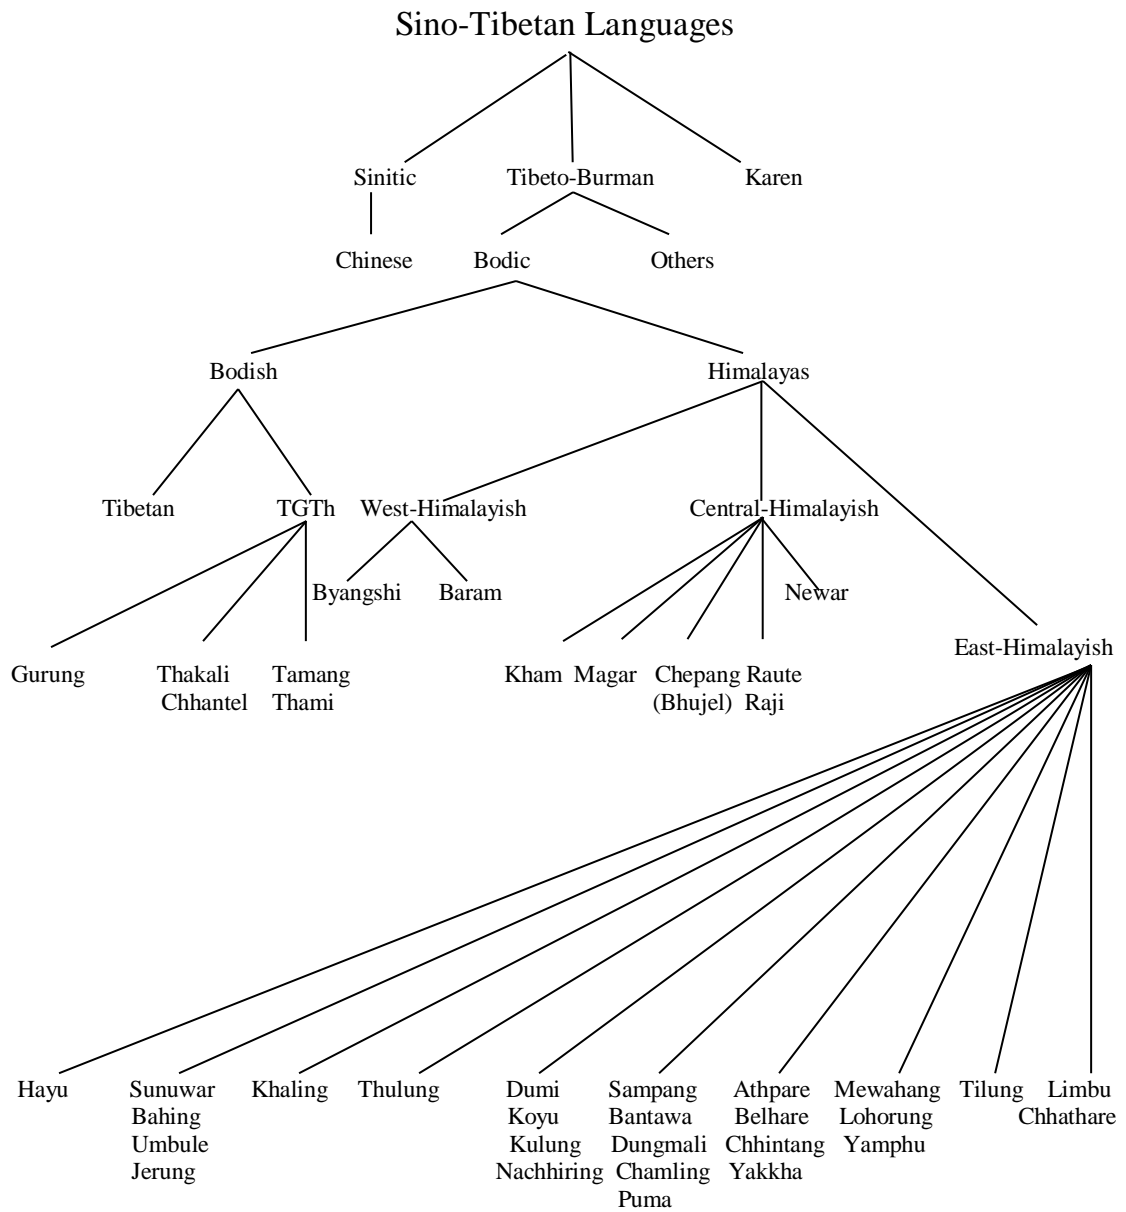 Sino-Tibetan Languages
Sinitic Tibeto-Burman Karen
Chinese Bodic Others
Bodish Himalayas
Tibetan TGTh West-Himalayish Central-Himalayish
Byangshi Baram Newar
East-Himalayish
Gurung Thakali Tamang Kham Magar Chepang Raute
Chhantel Thami (Bhujel) Raji
Hayu Sunuwar Khaling Thulung Dumi Sampang Athpare Mewahang Tilung Limbu
Bahing Koyu Bantawa Belhare Lohorung Chhathare
Umbule Kulung Dungmali Chhintang Yamphu
Jerung Nachhiring Chamling Yakkha
Puma